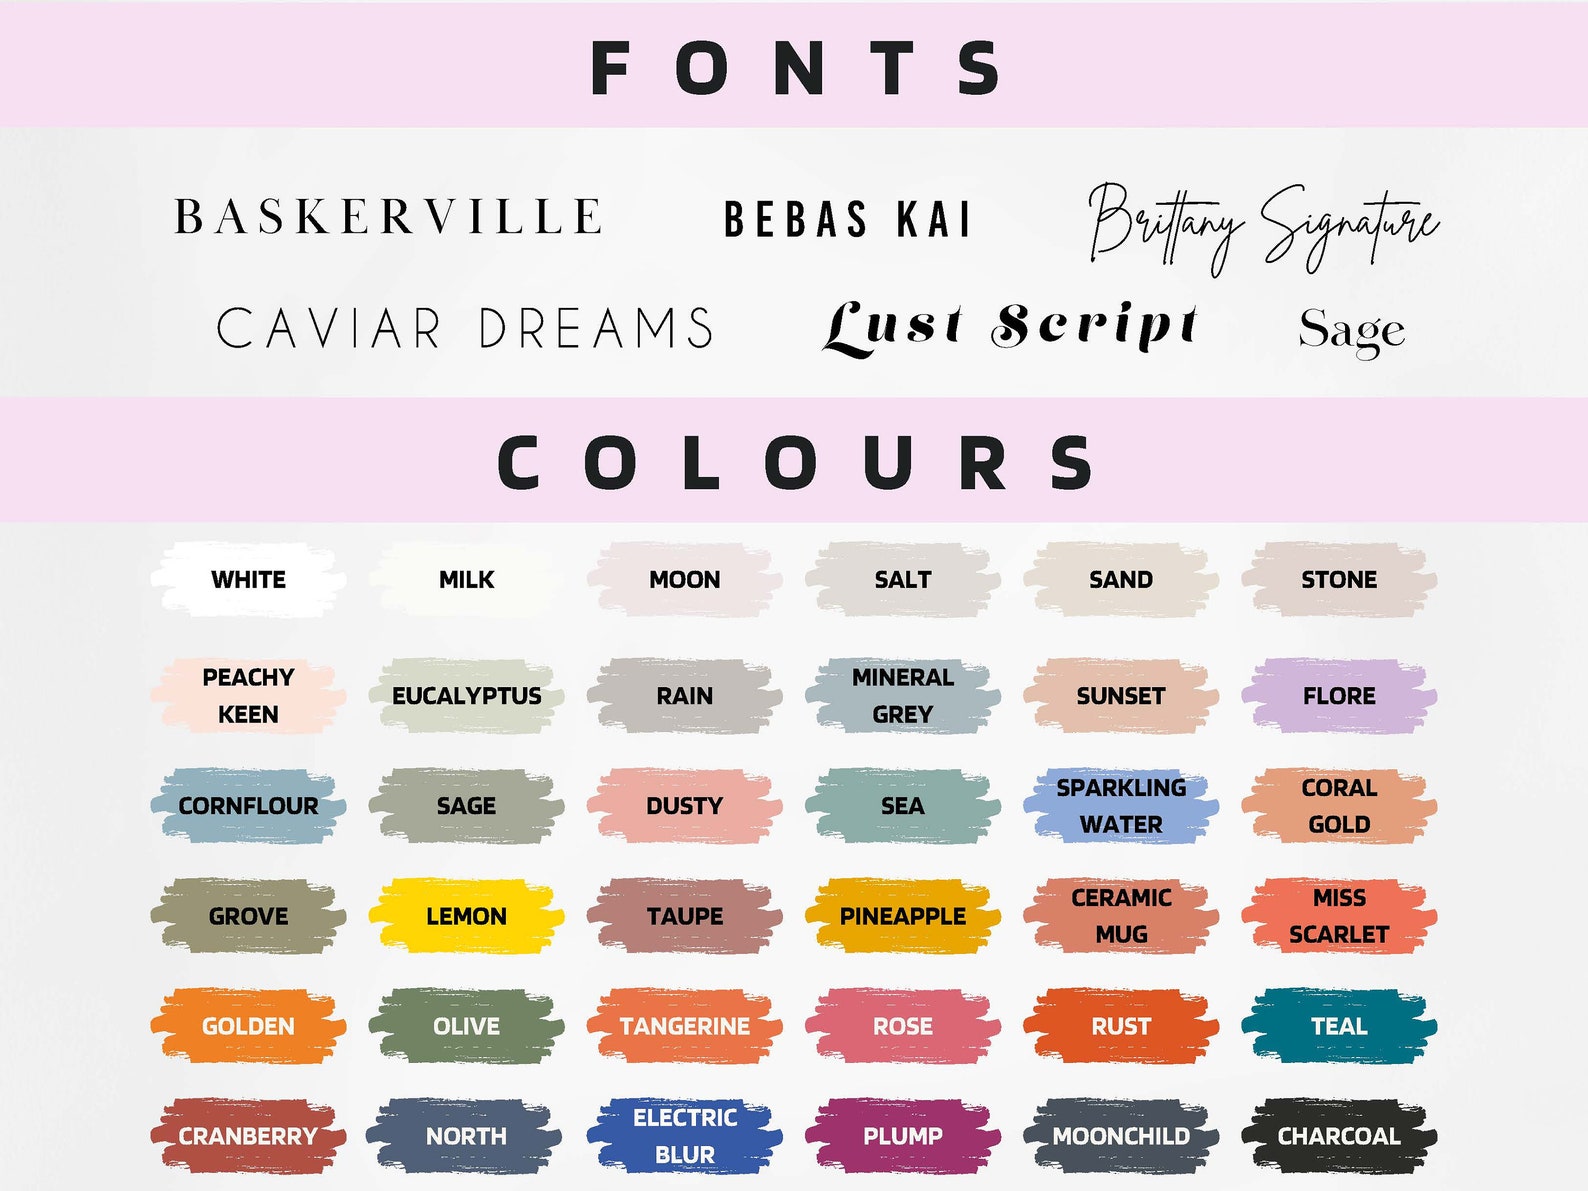 FONTS
BASKERVILLE BEBAS KAI Brittany Signature
CAVIAR DREAMS Lust Script Sage
COLOURS
WHITE MILK MOON SALT SAND STONE
PEACHY KEEN EUCALYPTUS RAIN MINERAL GREY SUNSET FLORE
CORNFLOUR SAGE DUSTY SEA SPARKLING WATER CORAL GOLD
GROVE LEMON TAUPE PINEAPPLE CERAMIC MUG MISS SCARLET
GOLDEN OLIVE TANGERINE ROSE RUST TEAL
CRANBERRY NORTH ELECTRIC BLUR PLUMP MOONCHILD CHARCOAL